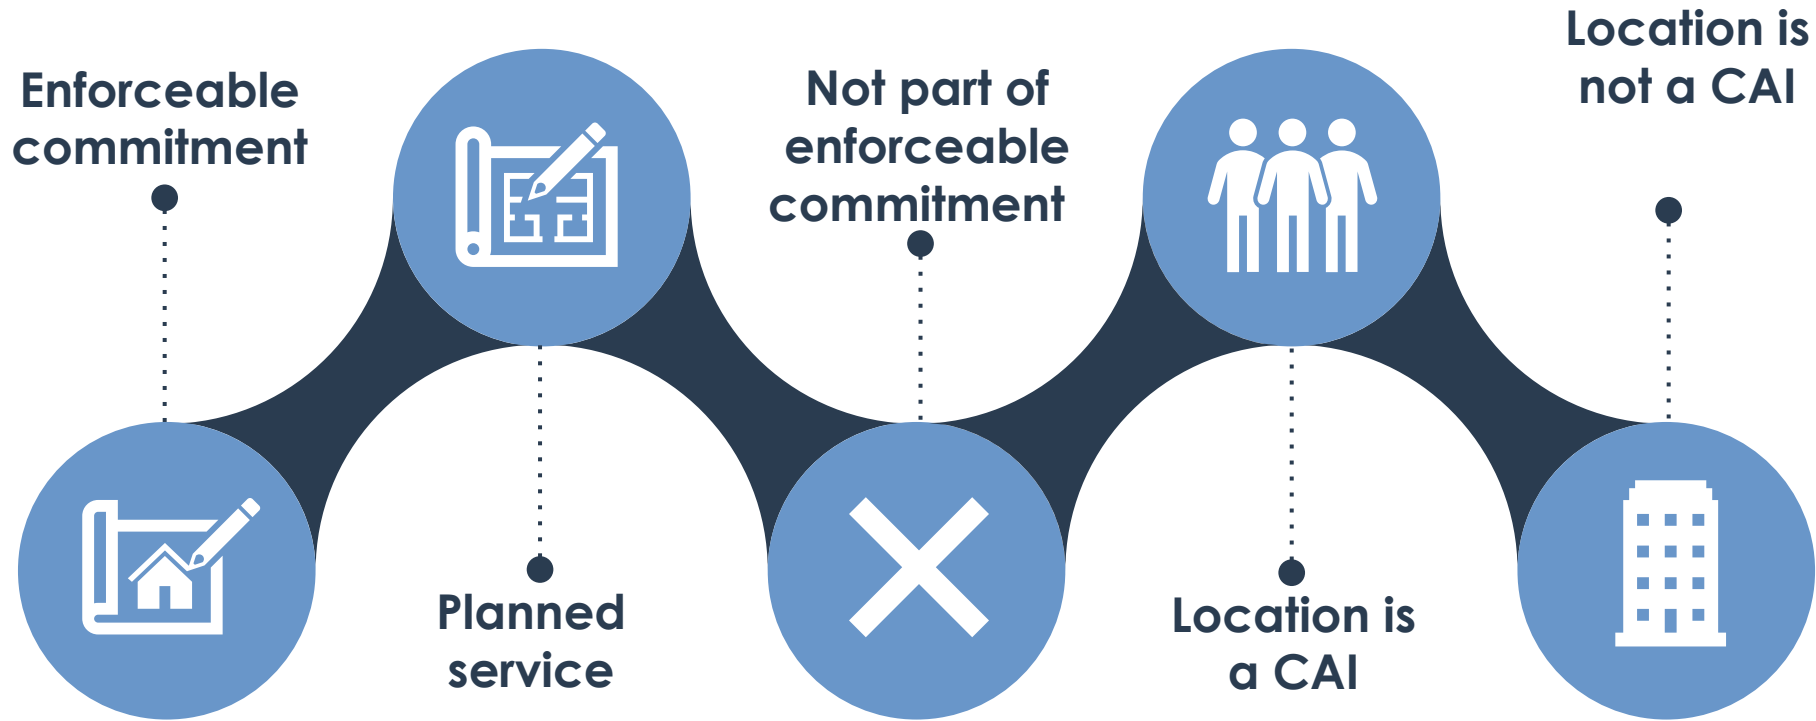 Enforceable
commitment
Planned
service
Not part of
enforceable
commitment
Location is
a CAI
Location is
not a CAI